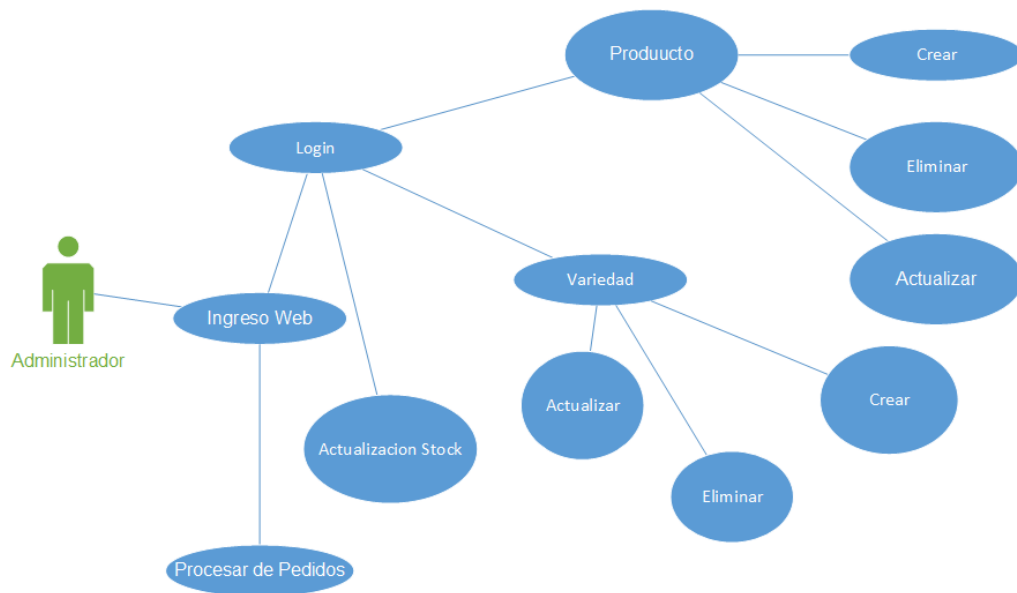 Produucto
Crear
Login
Eliminar
Variedad
Actualizar
Ingreso Web
Administrador
Actualizar
Crear
Actualizacion Stock
Eliminar
Procesar de Pedidos